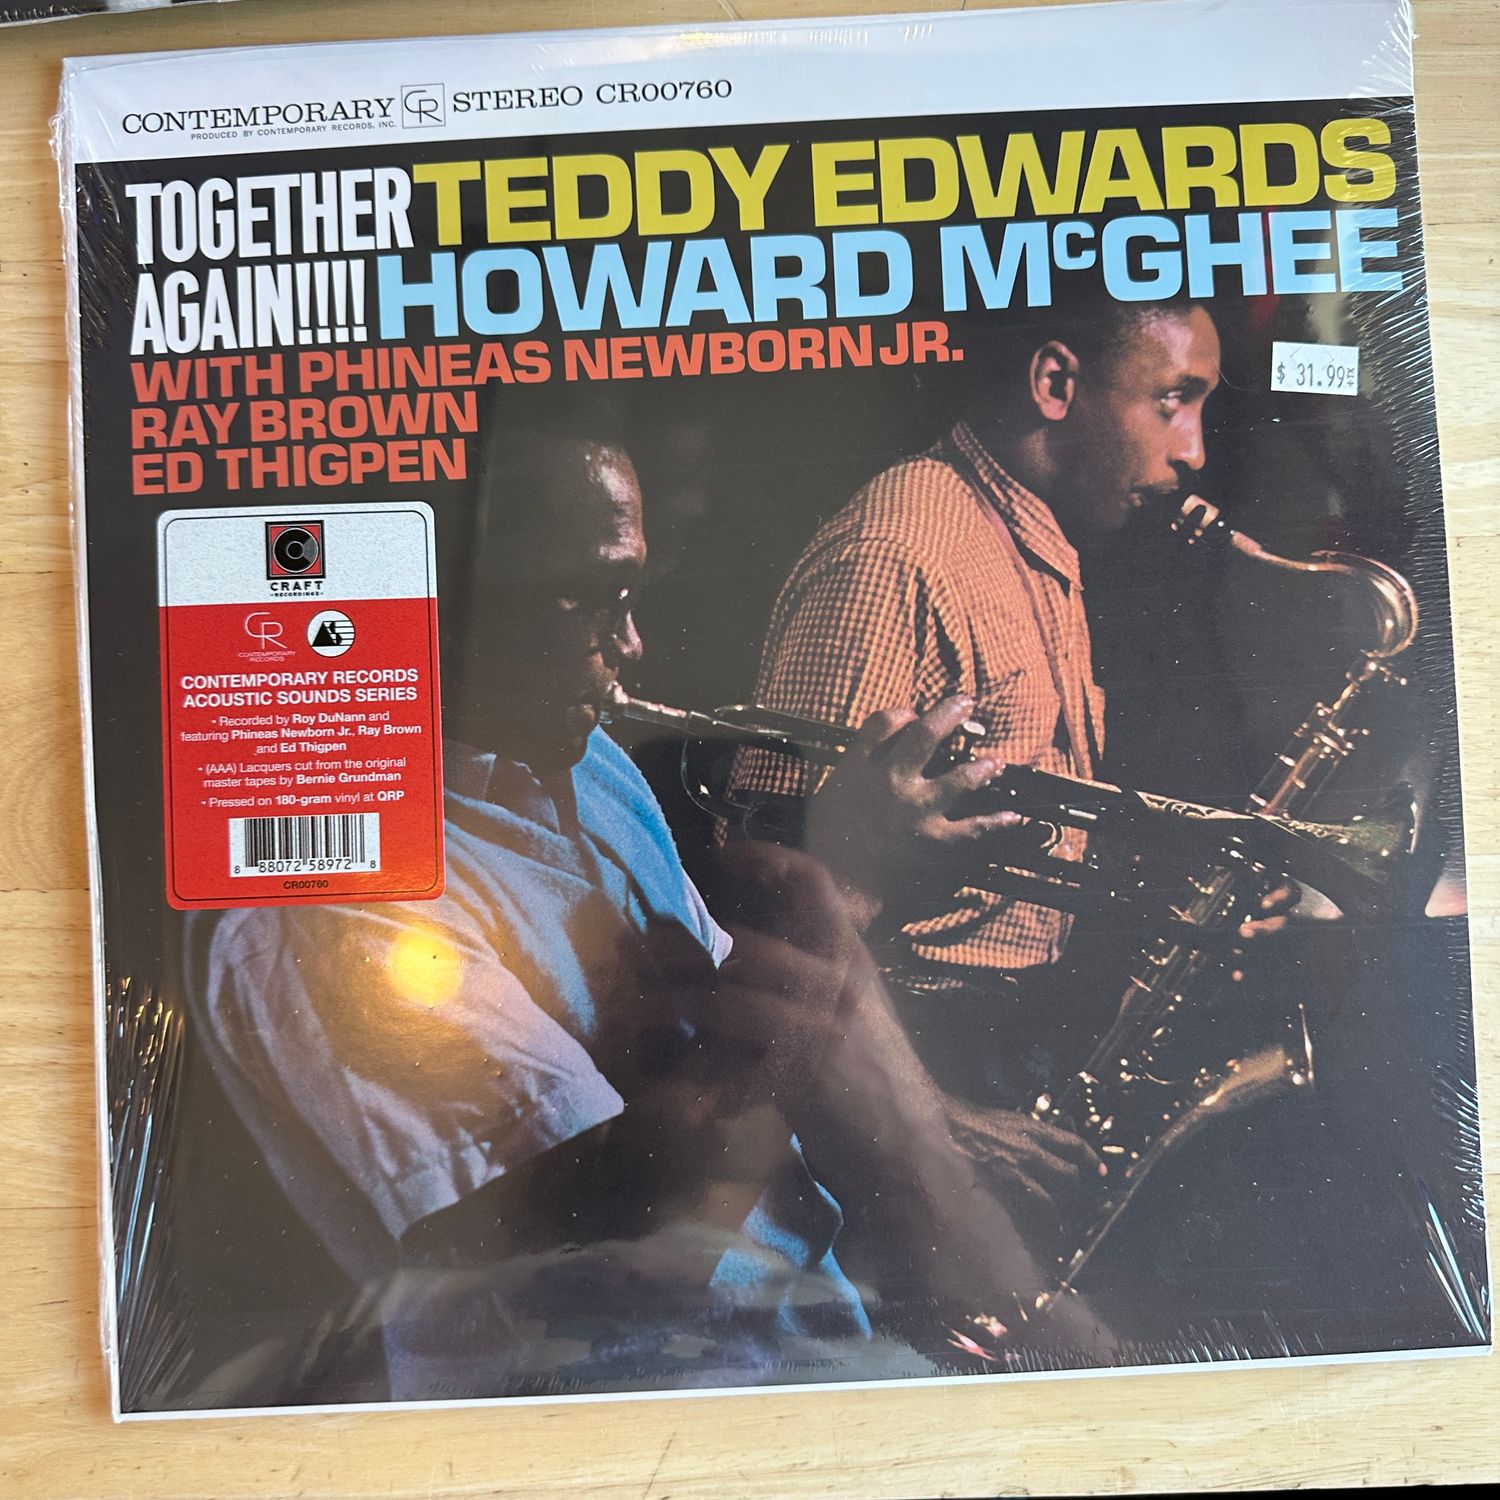 CONTEMPORARY CR STEREO CR00760
PRODUCED BY CONTEMPORARY RECORDS, INC.
TOGETHER TEDDY EDWARDS
AGAIN!!!! HOWARD McGHEE
WITH PHINEAS NEWBORN JR.
RAY BROWN
ED THIGPEN
$ 31.99 +TX
CRAFT
RECORDINGS
CR AS
CONTEMPORARY
RECORDS
CONTEMPORARY RECORDS
ACOUSTIC SOUNDS SERIES
• Recorded by Roy DuNann and
featuring Phineas Newborn Jr., Ray Brown
and Ed Thigpen
• (AAA) Lacquers cut from the original
master tapes by Bernie Grundman
• Pressed on 180-gram vinyl at QRP
8 88072 58972 8
CR00760